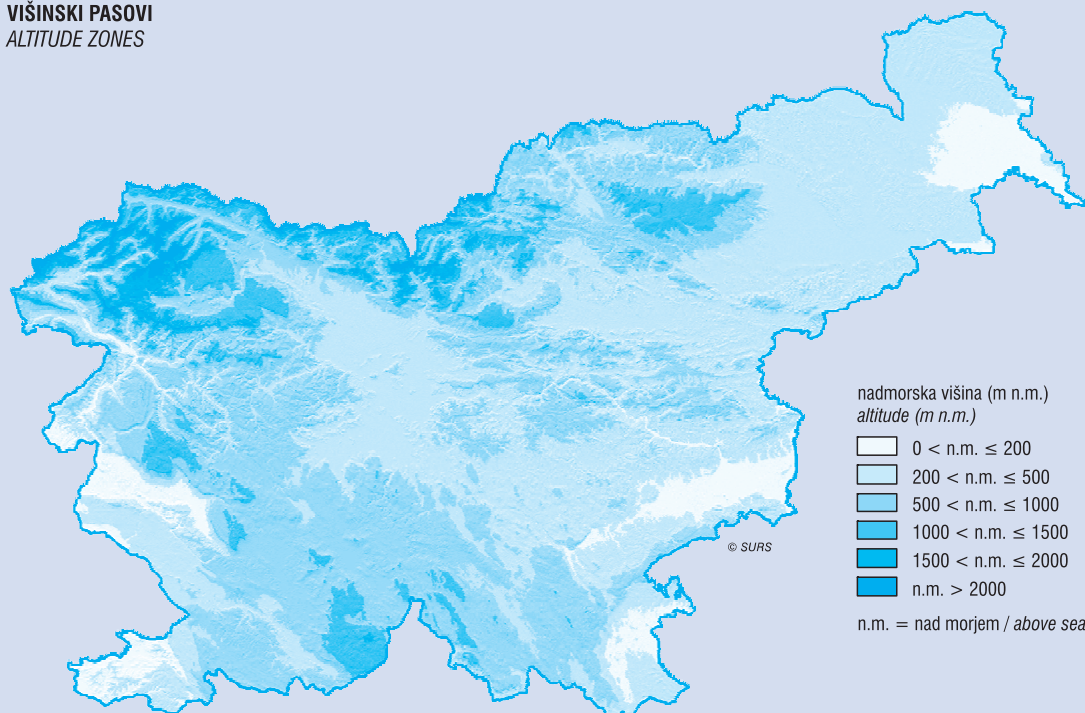 VIŠINSKI PASOVI
ALTITUDE ZONES
nadmorska višina (m n.m.)
altitude (m n.m.)
0 < n.m. ≤ 200
200 < n.m. ≤ 500
500 < n.m. ≤ 1000
1000 < n.m. ≤ 1500
1500 < n.m. ≤ 2000
n.m. > 2000
© SURS
n.m. = nad morjem / above sea